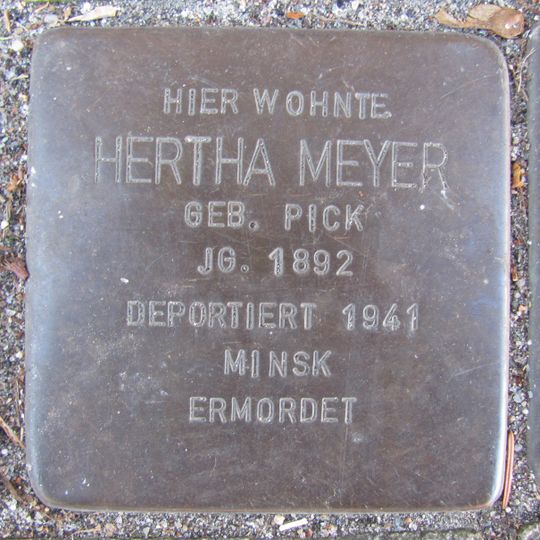 HIER WOHNTE
HERTHA MEYER
GEB. PICK
JG. 1892
DEPORTIERT 1941
MINSK
ERMORDET